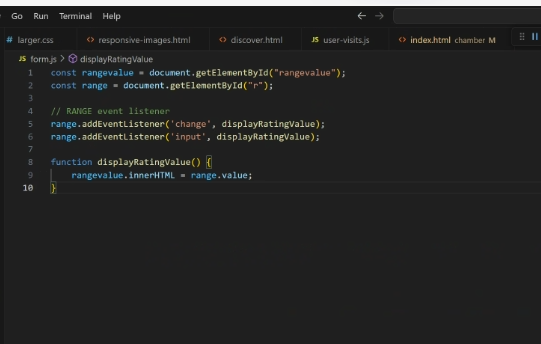 Go Run Terminal Help
# larger.css <> responsive-images.html <> discover.html JS user-visits.js <> index.html chamber M
JS form.js > displayRatingValue
1 const rangevalue = document.getElementById("rangevalue");
2 const range = document.getElementById("r");
3
4 // RANGE event listener
5 range.addEventListener('change', displayRatingValue);
6 range.addEventListener('input', displayRatingValue);
7
8 function displayRatingValue() {
9     rangevalue.innerHTML = range.value;
10 }